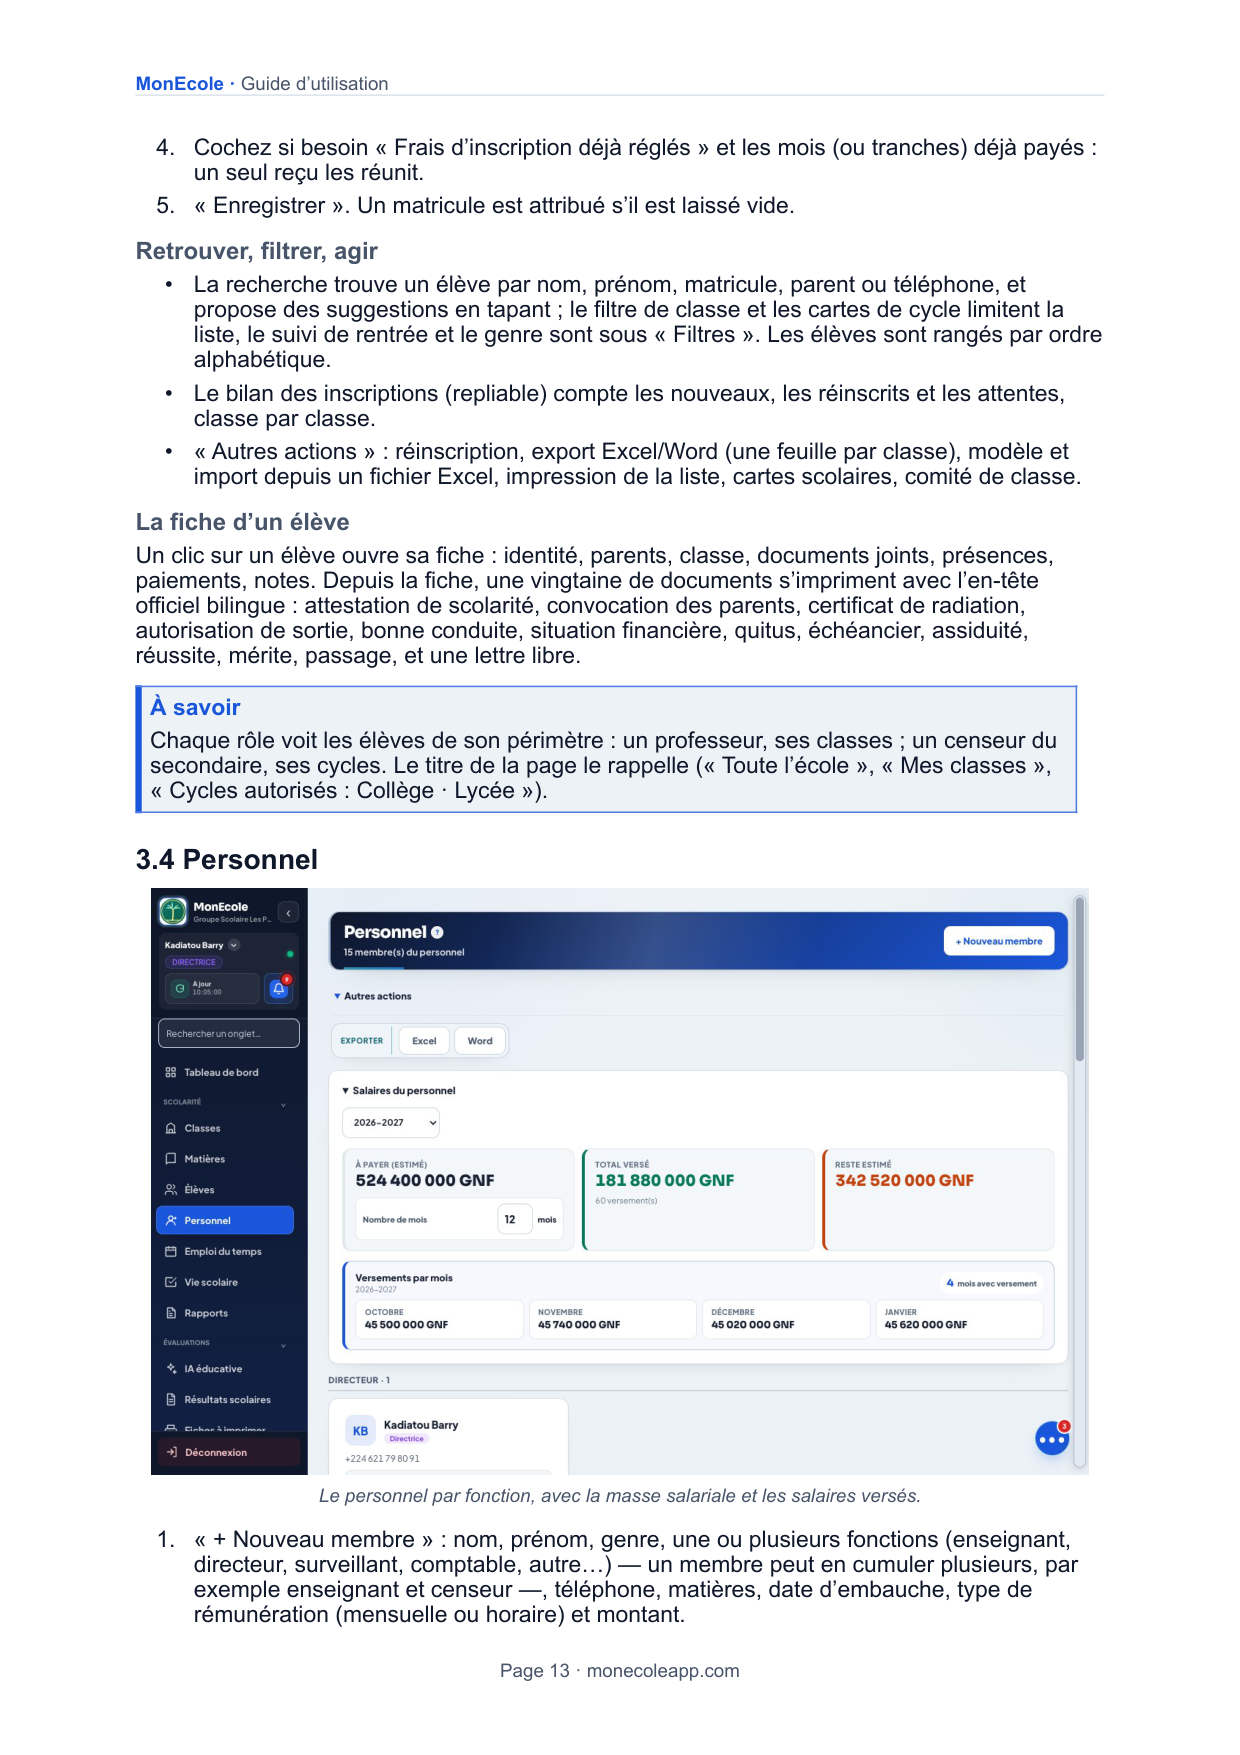 MonEcole · Guide d’utilisation
4. Cochez si besoin « Frais d’inscription déjà réglés » et les mois (ou tranches) déjà payés :
un seul reçu les réunit.
5. « Enregistrer ». Un matricule est attribué s’il est laissé vide.
Retrouver, filtrer, agir
• La recherche trouve un élève par nom, prénom, matricule, parent ou téléphone, et
propose des suggestions en tapant ; le filtre de classe et les cartes de cycle limitent la
liste, le suivi de rentrée et le genre sont sous « Filtres ». Les élèves sont rangés par ordre
alphabétique.
• Le bilan des inscriptions (repliable) compte les nouveaux, les réinscrits et les attentes,
classe par classe.
• « Autres actions » : réinscription, export Excel/Word (une feuille par classe), modèle et
import depuis un fichier Excel, impression de la liste, cartes scolaires, comité de classe.
La fiche d’un élève
Un clic sur un élève ouvre sa fiche : identité, parents, classe, documents joints, présences,
paiements, notes. Depuis la fiche, une vingtaine de documents s’impriment avec l’en-tête
officiel bilingue : attestation de scolarité, convocation des parents, certificat de radiation,
autorisation de sortie, bonne conduite, situation financière, quitus, échéancier, assiduité,
réussite, mérite, passage, et une lettre libre.
À savoir
Chaque rôle voit les élèves de son périmètre : un professeur, ses classes ; un censeur du
secondaire, ses cycles. Le titre de la page le rappelle (« Toute l’école », « Mes classes »,
« Cycles autorisés : Collège · Lycée »).
3.4 Personnel
MonEcole
Groupe Scolaire Les P...
Kadiatou Barry
DIRECTRICE
À jour
10:05:00
Rechercher un onglet...
Tableau de bord
SCOLARITÉ
Classes
Matières
Élèves
Personnel
Emploi du temps
Vie scolaire
Rapports
ÉVALUATIONS
IA éducative
Résultats scolaires
Fiches à imprimer
Déconnexion
Personnel ?
15 membre(s) du personnel
+ Nouveau membre
Autres actions
EXPORTER Excel Word
Salaires du personnel
2026-2027
À PAYER (ESTIMÉ)
524 400 000 GNF
Nombre de mois 12 mois
TOTAL VERSÉ
181 880 000 GNF
60 versement(s)
RESTE ESTIMÉ
342 520 000 GNF
Versements par mois
2026-2027
4 mois avec versement
OCTOBRE
45 500 000 GNF
NOVEMBRE
45 740 000 GNF
DÉCEMBRE
45 020 000 GNF
JANVIER
45 620 000 GNF
DIRECTEUR · 1
KB
Kadiatou Barry
Directrice
+224 621 79 80 91
3
Le personnel par fonction, avec la masse salariale et les salaires versés.
1. « + Nouveau membre » : nom, prénom, genre, une ou plusieurs fonctions (enseignant,
directeur, surveillant, comptable, autre…) — un membre peut en cumuler plusieurs, par
exemple enseignant et censeur —, téléphone, matières, date d’embauche, type de
rémunération (mensuelle ou horaire) et montant.
Page 13 · monecoleapp.com